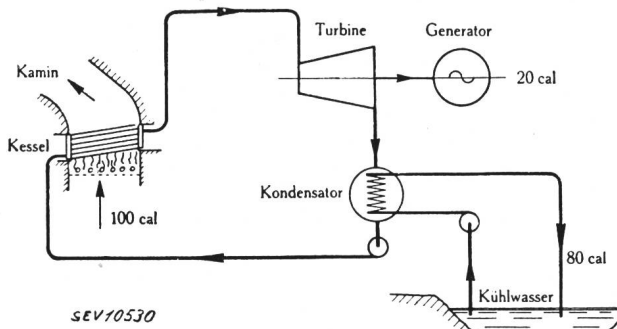 Turbine
Generator
Kamin
20 cal
Kessel
Kondensator
100 cal
80 cal
Kühlwasser
SEV10530